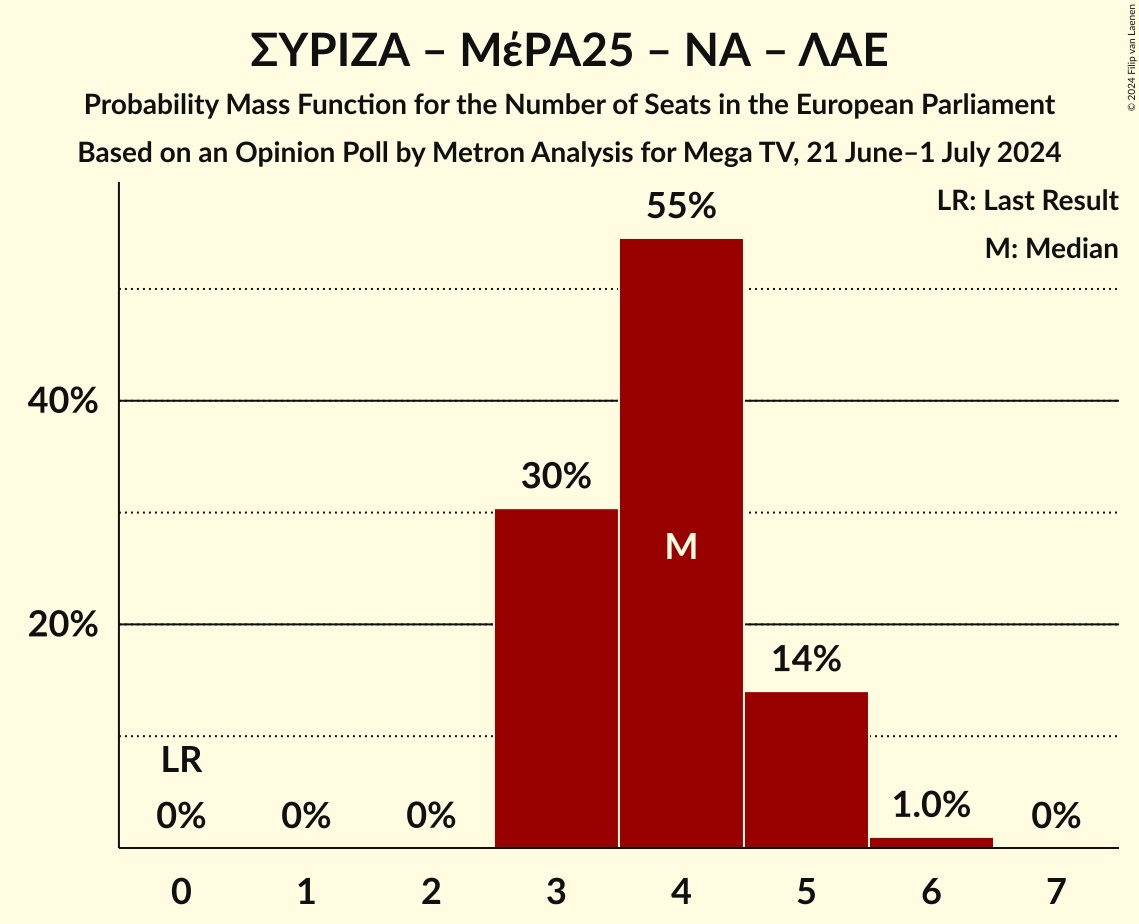 ΣΥΡΙΖΑ – ΜέΡΑ25 – ΝΑ – ΛΑΕ
Probability Mass Function for the Number of Seats in the European Parliament
Based on an Opinion Poll by Metron Analysis for Mega TV, 21 June–1 July 2024
© 2024 Filip van Laenen
LR: Last Result
M: Median
55%
40%
30%
M
20%
14%
LR
0% 0% 0% 1.0% 0%
0 1 2 3 4 5 6 7